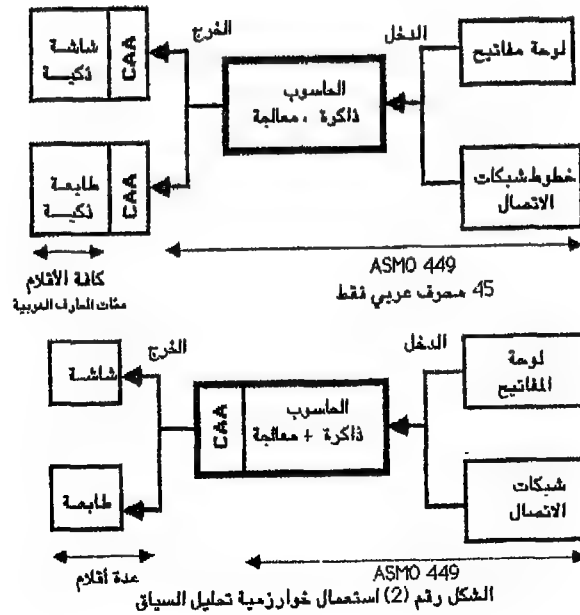 لوحة مفاتيح
خطوط شبكات
الاتصال
الدخل
الحاسوب
ذاكرة ، معالجة
الخرج
CAA
شاشة
ذكية
CAA
طابعة
ذكية
ASMO 449
45 محرف عربي فقط
كافة الأقلام
مئات المحارف العربية
لوحة
المفاتيح
شبكات
الاتصال
الدخل
الحاسوب
ذاكرة + معالجة
CAA
الخرج
شاشة
طابعة
ASMO 449
عدة أقلام
الشكل رقم (2) استعمال خوارزمية تحليل السياق